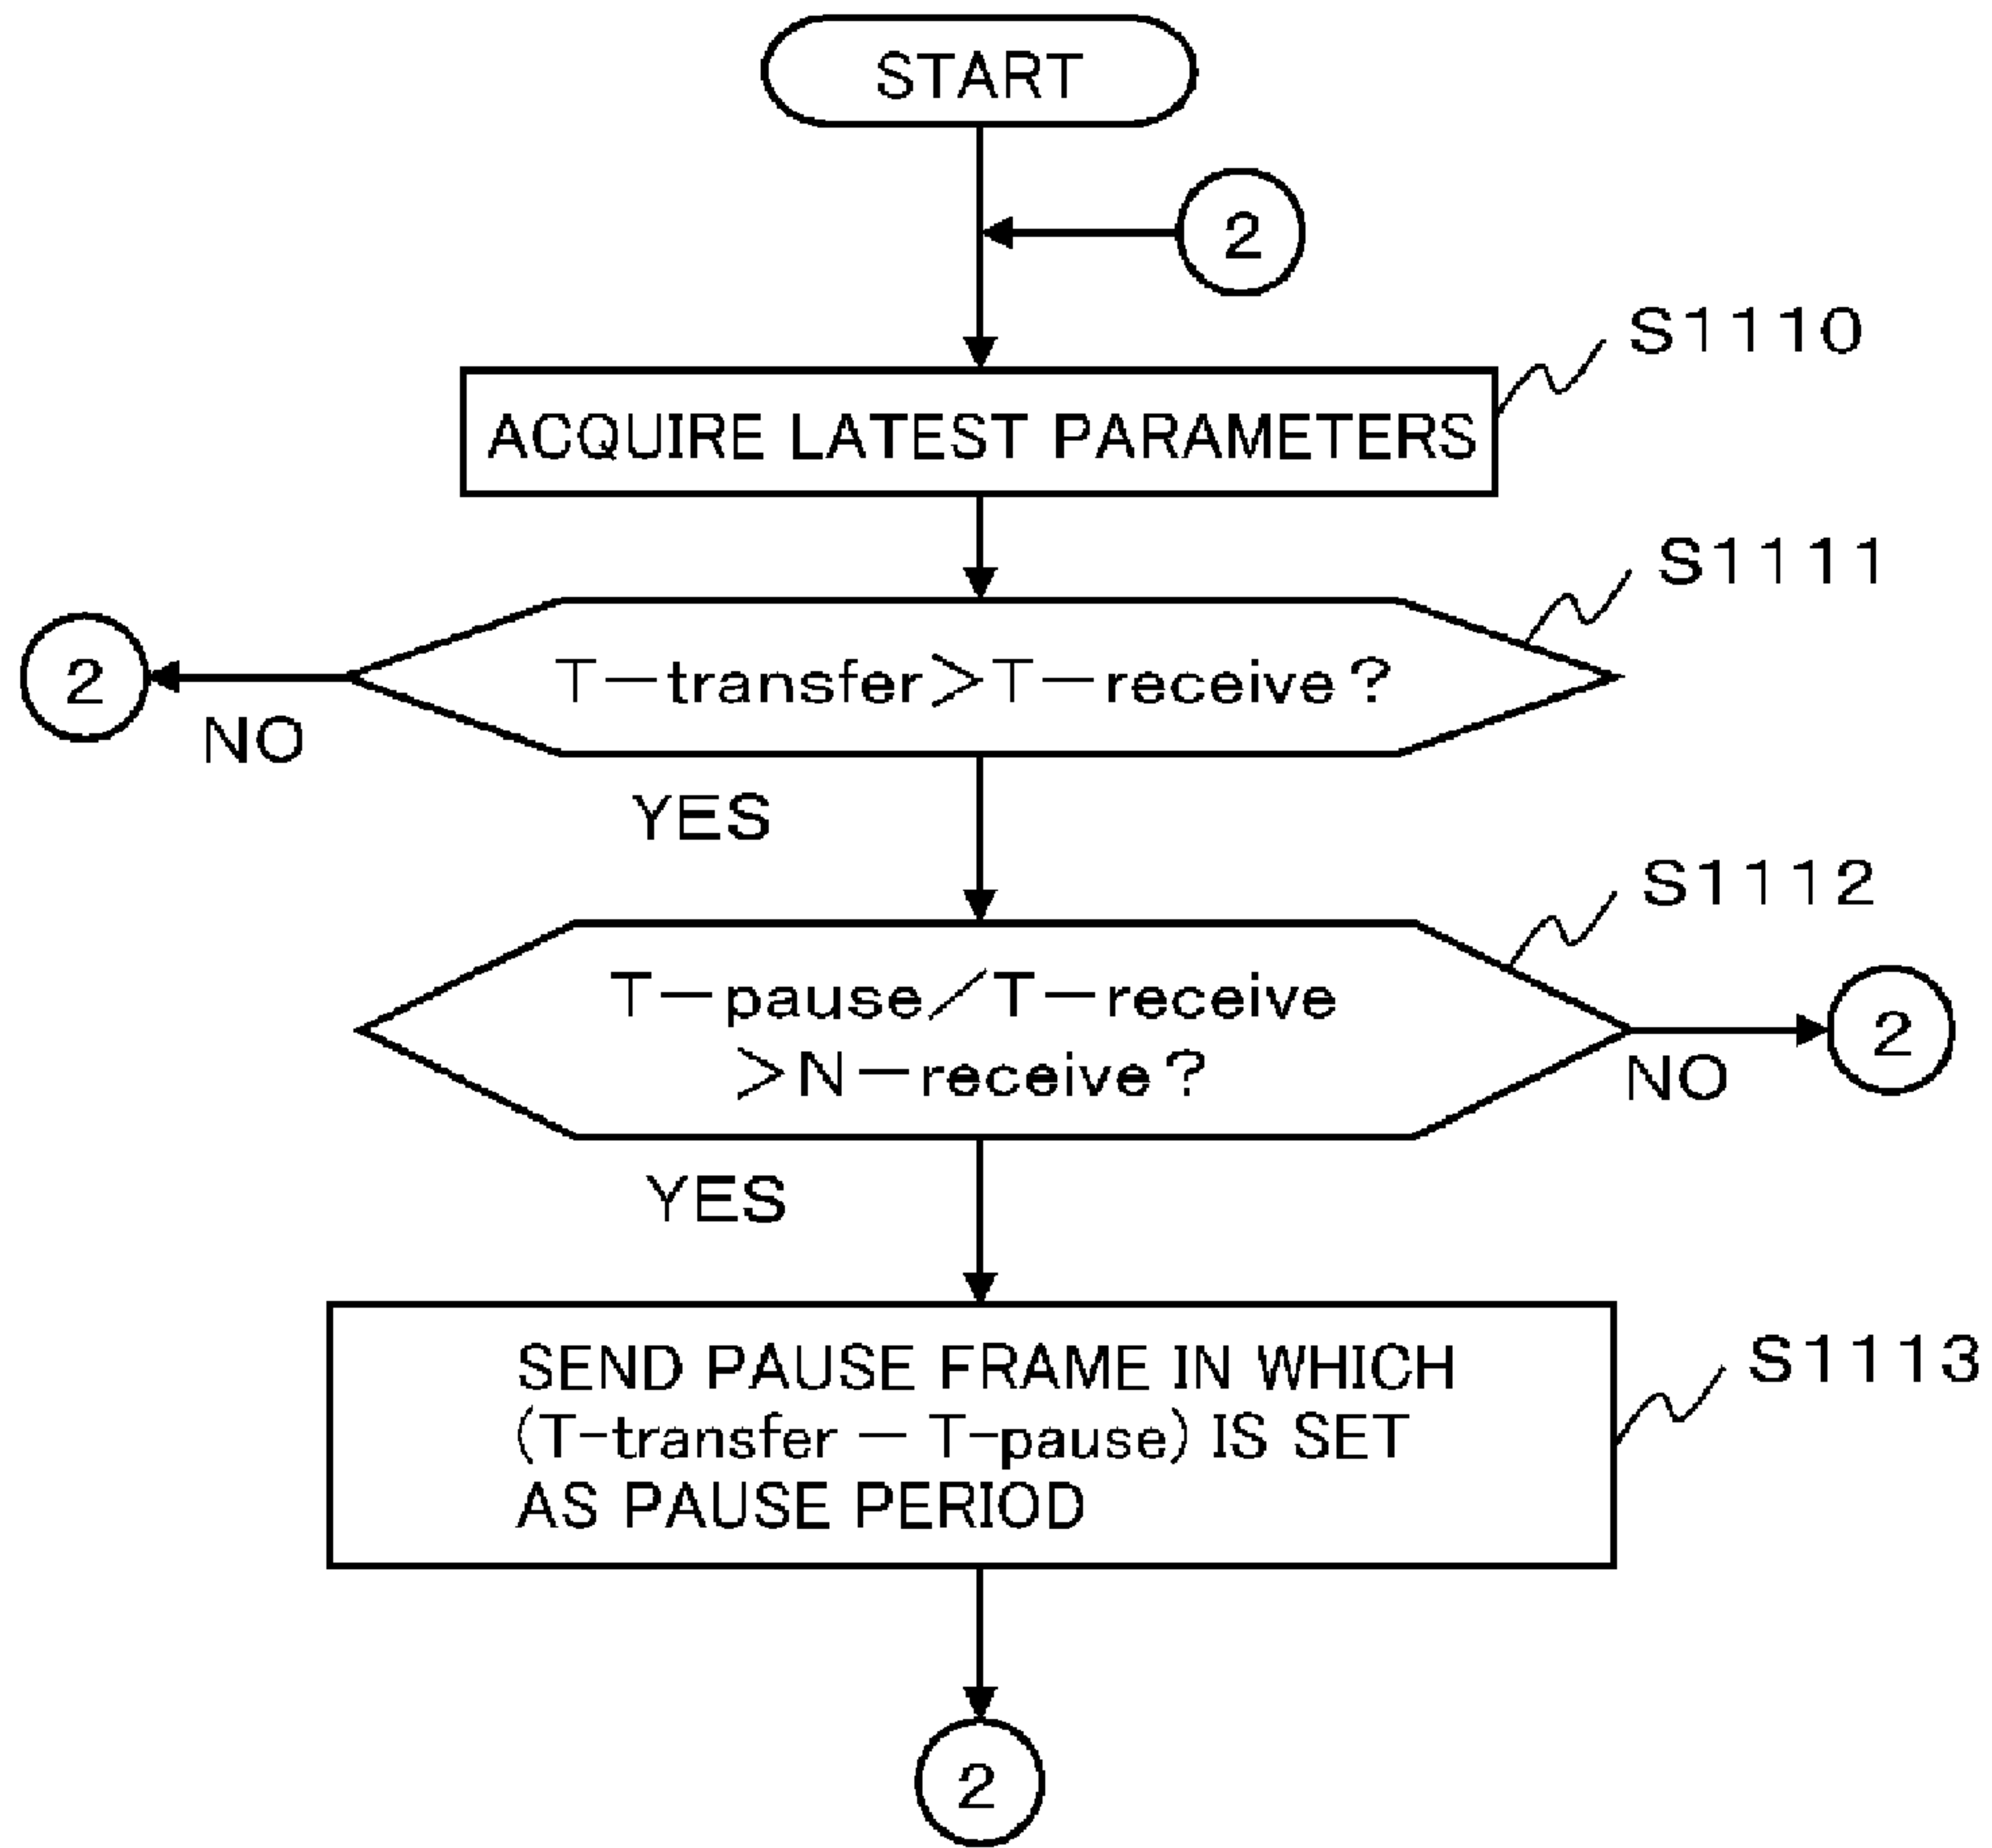 START
2
S1110
ACQUIRE LATEST PARAMETERS
S1111
T-transfer>T-receive?
2
NO
YES
S1112
T-pause/T-receive
>N-receive?
2
NO
YES
SEND PAUSE FRAME IN WHICH
(T-transfer - T-pause) IS SET
AS PAUSE PERIOD
S1113
2